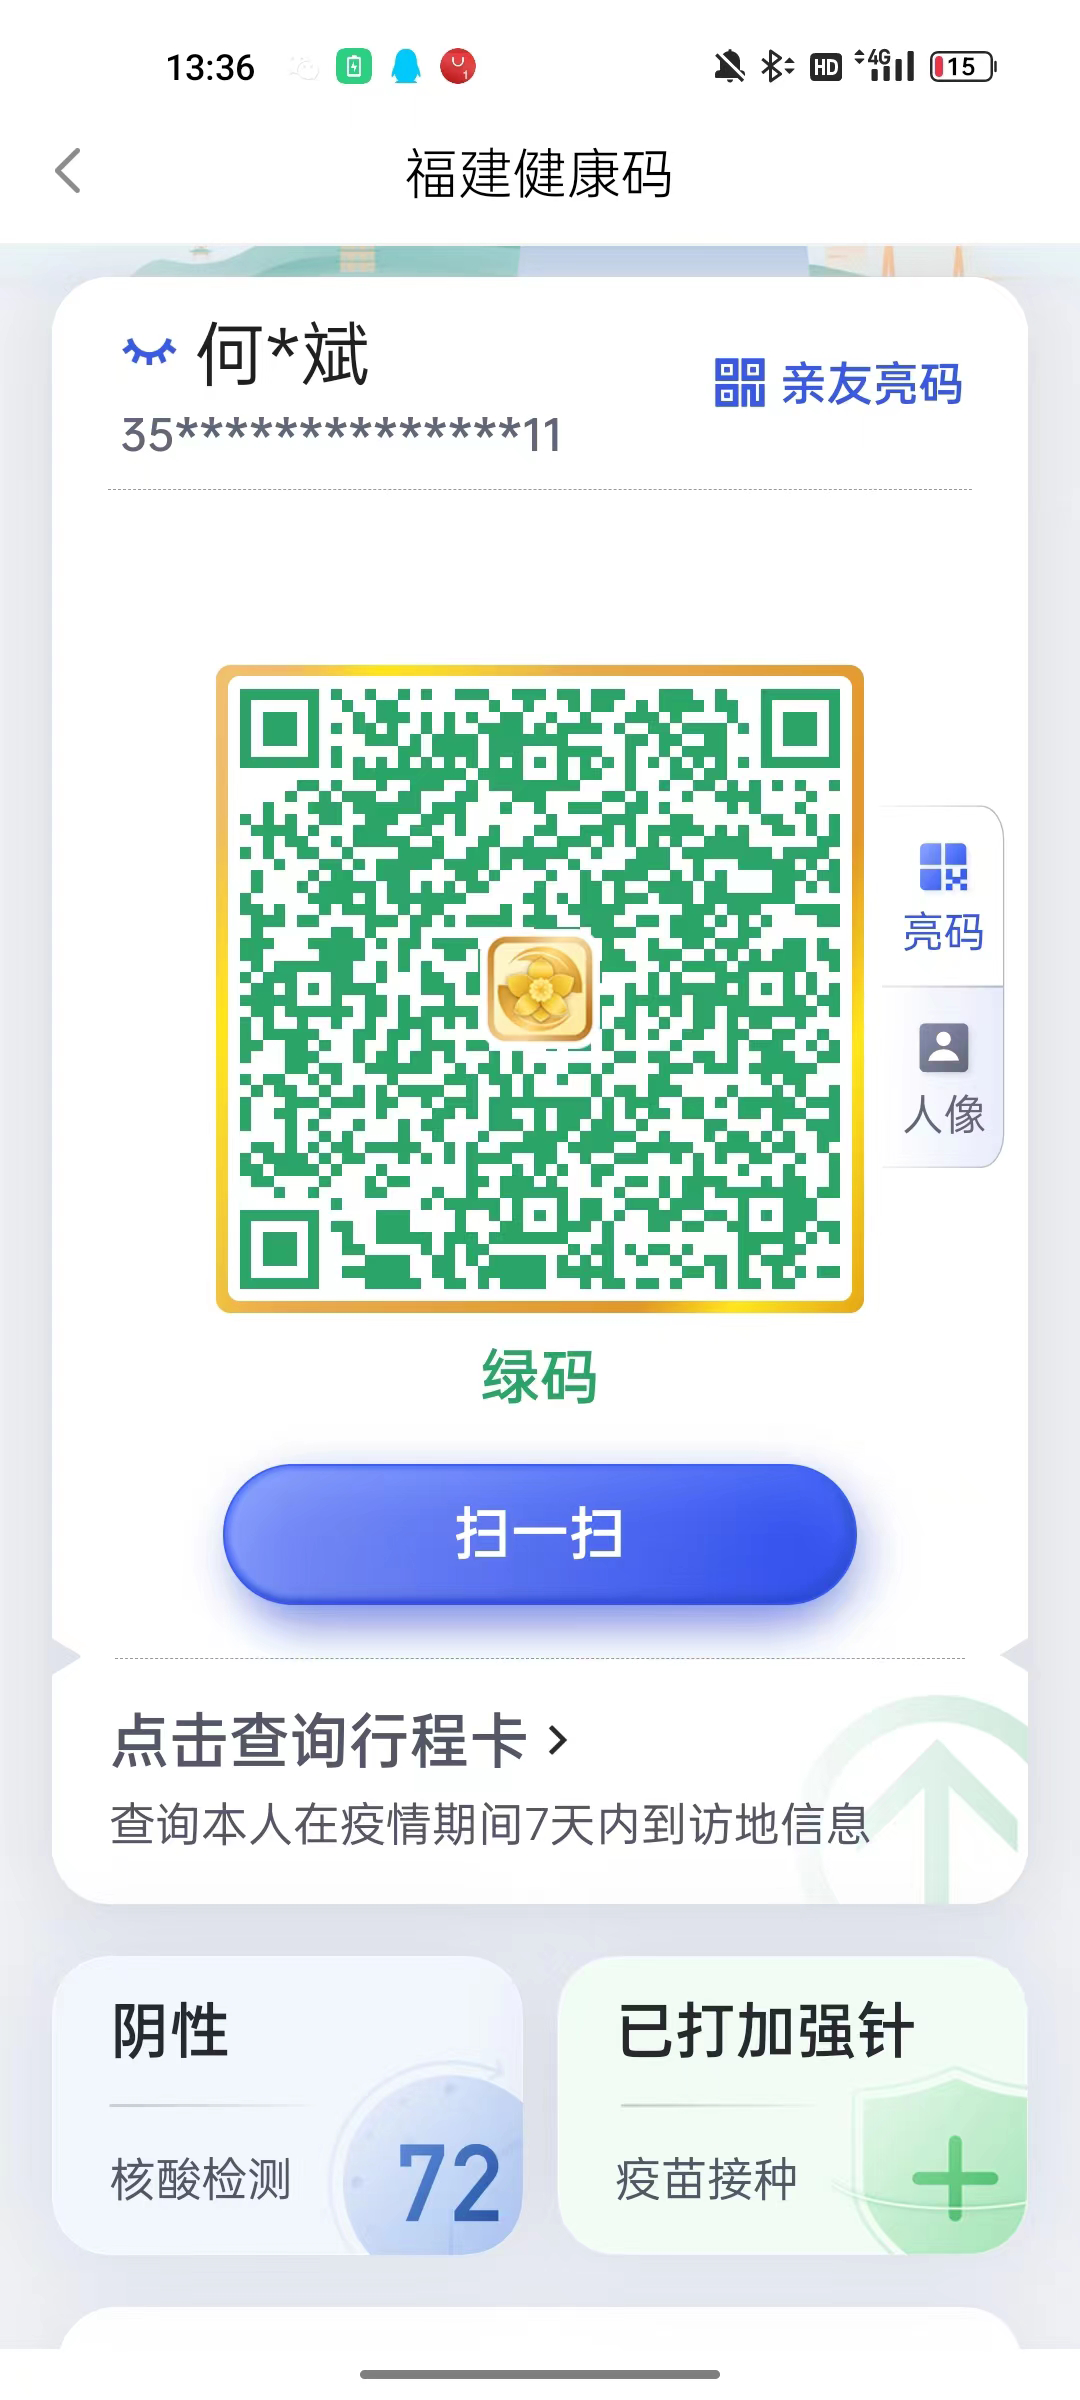 13:36
HD 4G 15
福建健康码
何*斌
亲友亮码
35**************11
亮码
人像
绿码
扫一扫
点击查询行程卡
查询本人在疫情期间7天内到访地信息
阴性
已打加强针
核酸检测
72
疫苗接种